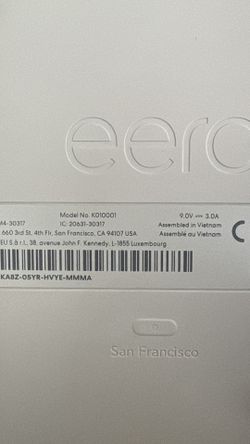 eero
M4-30317 Model No. K010001 9.0V ⎓ 3.0A
IC: 20631-30317 Assembled in Vietnam
660 3rd St, 4th Flr, San Francisco, CA 94107 USA Assemblé au Vietnam
EU S à r.l., 38, avenue John F. Kennedy, L-1855 Luxembourg
KA8Z-05YR-HVYE-MMMA
San Francisco